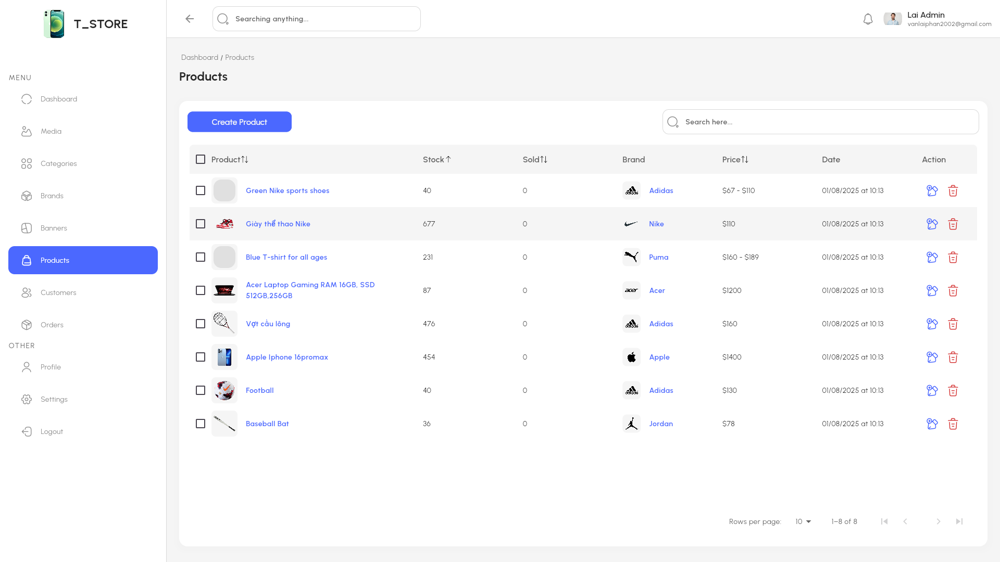 T_STORE
Searching anything...
Lai Admin
vanlaiphan2002@gmail.com
Dashboard / Products
Products
MENU
Dashboard
Media
Categories
Brands
Banners
Products
Customers
Orders
OTHER
Profile
Settings
Logout
Create Product
Search here...
Product Stock Sold Brand Price Date Action
Green Nike sports shoes 40 0 adidas Adidas $67 - $110 01/08/2025 at 10:13
Giày thể thao Nike 677 0 Nike $110 01/08/2025 at 10:13
Blue T-shirt for all ages 231 0 Puma $160 - $189 01/08/2025 at 10:13
Acer Laptop Gaming RAM 16GB, SSD
512GB,256GB 87 0 acer Acer $1200 01/08/2025 at 10:13
Vợt cầu lông 476 0 adidas Adidas $160 01/08/2025 at 10:13
Apple Iphone 16promax 454 0 Apple $1400 01/08/2025 at 10:13
Football 40 0 adidas Adidas $130 01/08/2025 at 10:13
Baseball Bat 36 0 Jordan $78 01/08/2025 at 10:13
Rows per page: 10 1–8 of 8